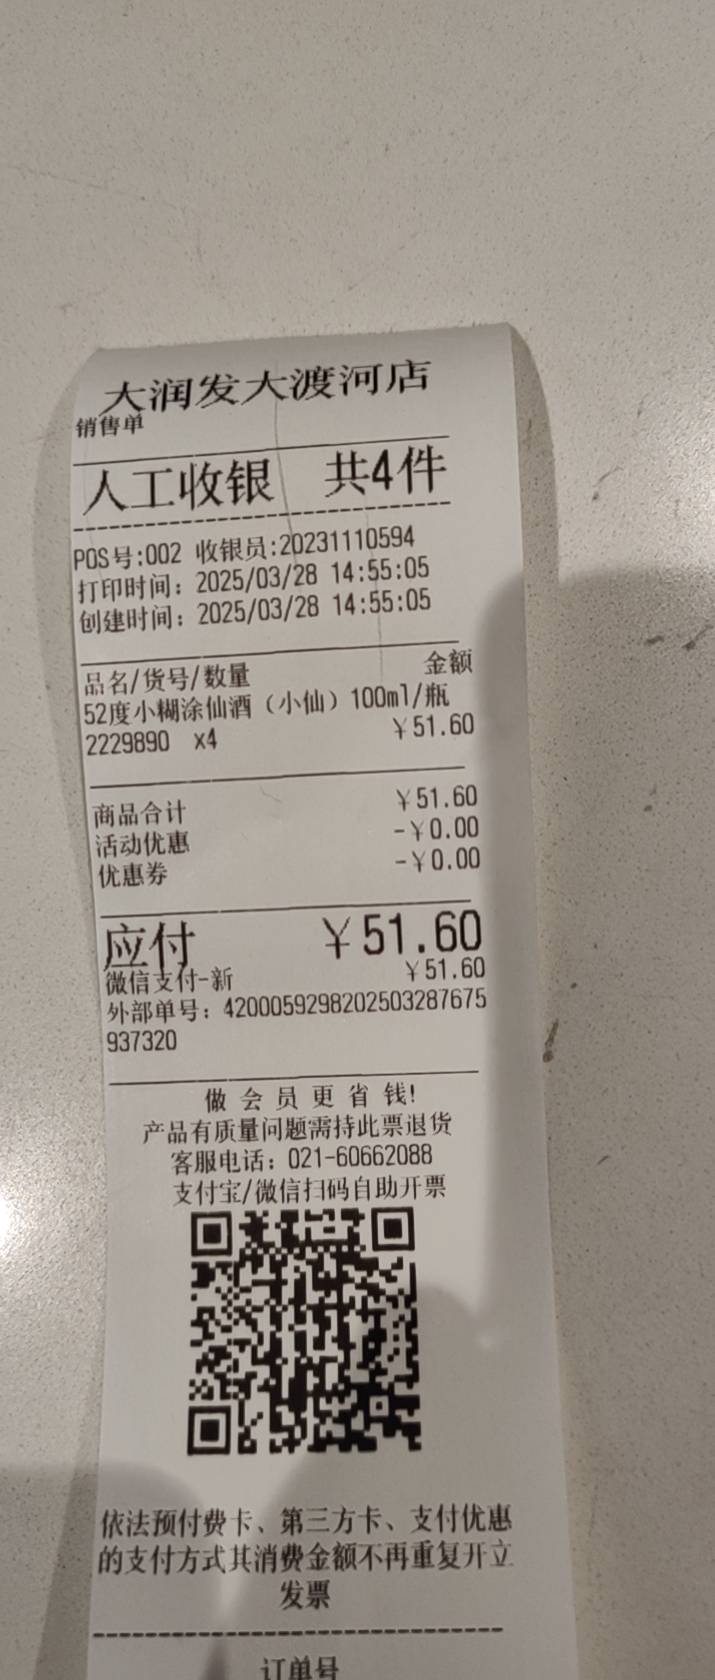 大润发大渡河店
销售单
人工收银 共4件
POS号:002 收银员:20231110594
打印时间：2025/03/28 14:55:05
创建时间：2025/03/28 14:55:05
品名/货号/数量 金额
52度小糊涂仙酒（小仙）100ml/瓶
2229890 x4 ￥51.60
商品合计 ￥51.60
活动优惠 -￥0.00
优惠券 -￥0.00
应付 ￥51.60
微信支付-新 ￥51.60
外部单号：4200059298202503287675
937320
做会员更省钱!
产品有质量问题需持此票退货
客服电话：021-60662088
支付宝/微信扫码自助开票
依法预付费卡、第三方卡、支付优惠
的支付方式其消费金额不再重复开立
发票
订单号